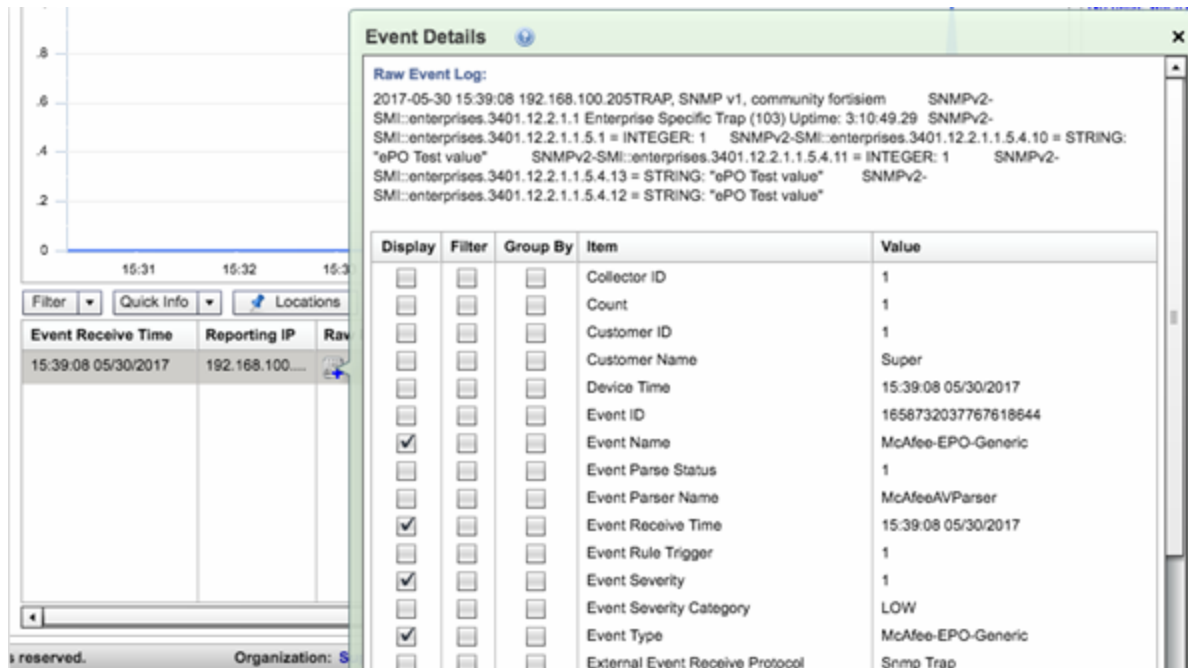 .8
.6
.4
.2
0
15:31 15:32
Filter Quick Info Locations
Event Receive Time Reporting IP Raw
15:39:08 05/30/2017 192.168.100....
s reserved. Organization: S
Event Details
Raw Event Log:
2017-05-30 15:39:08 192.168.100.205TRAP, SNMP v1, community fortisiem SNMPv2-
SMI::enterprises.3401.12.2.1.1 Enterprise Specific Trap (103) Uptime: 3:10:49.29 SNMPv2-
SMI::enterprises.3401.12.2.1.1.5.1 = INTEGER: 1 SNMPv2-SMI::enterprises.3401.12.2.1.1.5.4.10 = STRING:
"ePO Test value" SNMPv2-SMI::enterprises.3401.12.2.1.1.5.4.11 = INTEGER: 1 SNMPv2-
SMI::enterprises.3401.12.2.1.1.5.4.13 = STRING: "ePO Test value" SNMPv2-
SMI::enterprises.3401.12.2.1.1.5.4.12 = STRING: "ePO Test value"
Display Filter Group By Item Value
Collector ID 1
Count 1
Customer ID 1
Customer Name Super
Device Time 15:39:08 05/30/2017
Event ID 1658732037767618644
Event Name McAfee-EPO-Generic
Event Parse Status 1
Event Parser Name McAfeeAVParser
Event Receive Time 15:39:08 05/30/2017
Event Rule Trigger 1
Event Severity 1
Event Severity Category LOW
Event Type McAfee-EPO-Generic
External Event Receive Protocol Snmp Trap